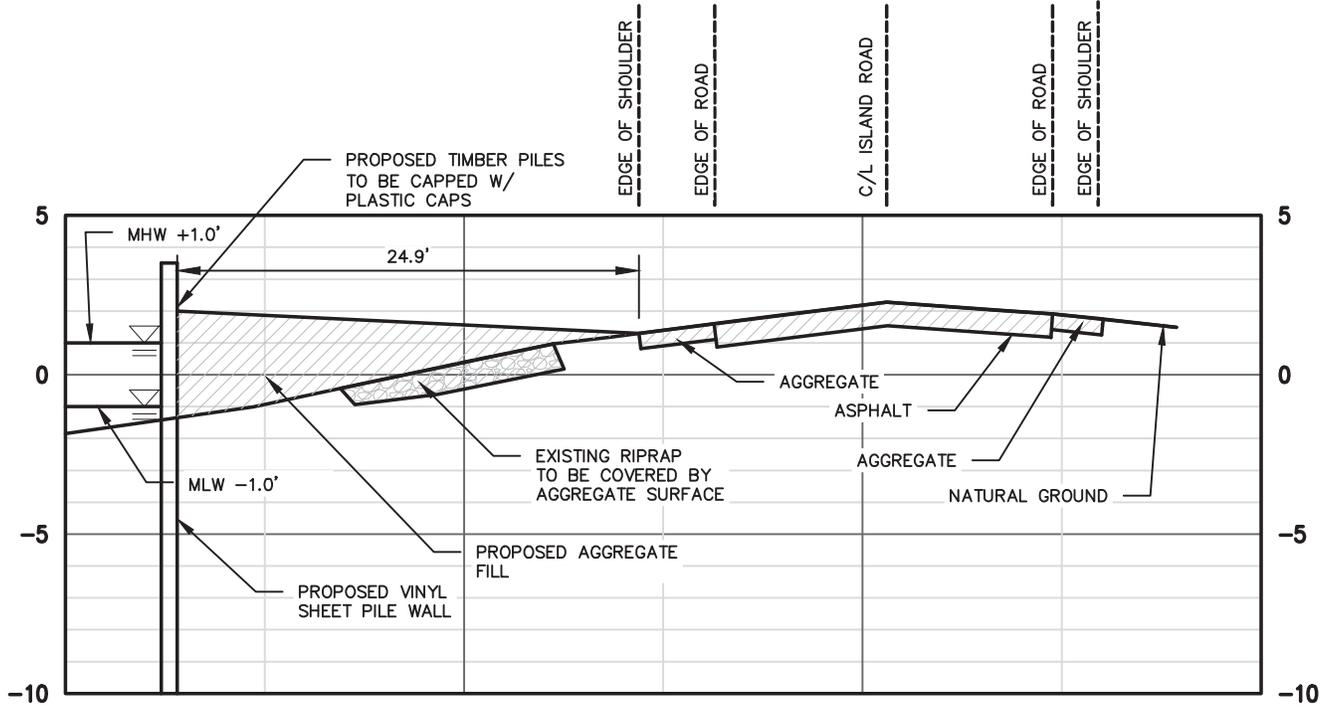 EDGE OF SHOULDER
EDGE OF ROAD
C/L ISLAND ROAD
EDGE OF ROAD
EDGE OF SHOULDER
PROPOSED TIMBER PILES
TO BE CAPPED W/
PLASTIC CAPS
5
5
MHW +1.0'
24.9'
0
0
AGGREGATE
ASPHALT
EXISTING RIPRAP
TO BE COVERED BY
AGGREGATE SURFACE
AGGREGATE
MLW -1.0'
NATURAL GROUND
-5
-5
PROPOSED AGGREGATE
FILL
PROPOSED VINYL
SHEET PILE WALL
-10
-10